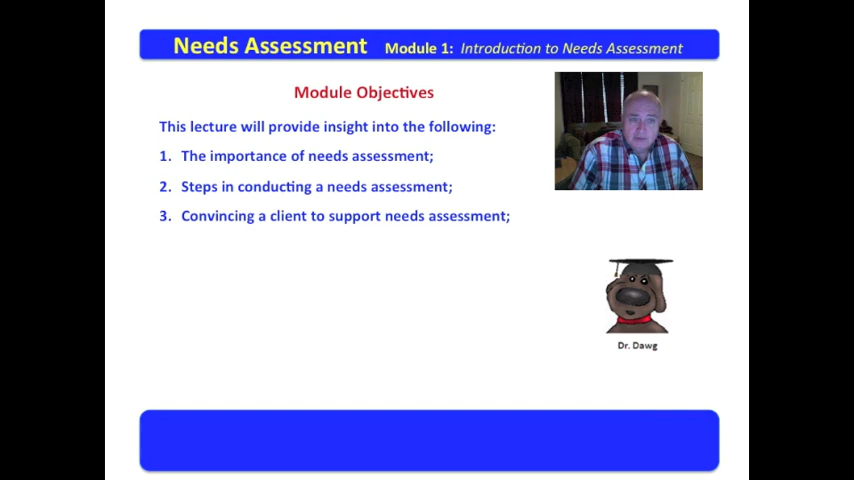 Needs Assessment Module 1: Introduction to Needs Assessment
Module Objectives
This lecture will provide insight into the following:
1. The importance of needs assessment;
2. Steps in conducting a needs assessment;
3. Convincing a client to support needs assessment;
Dr. Dawg